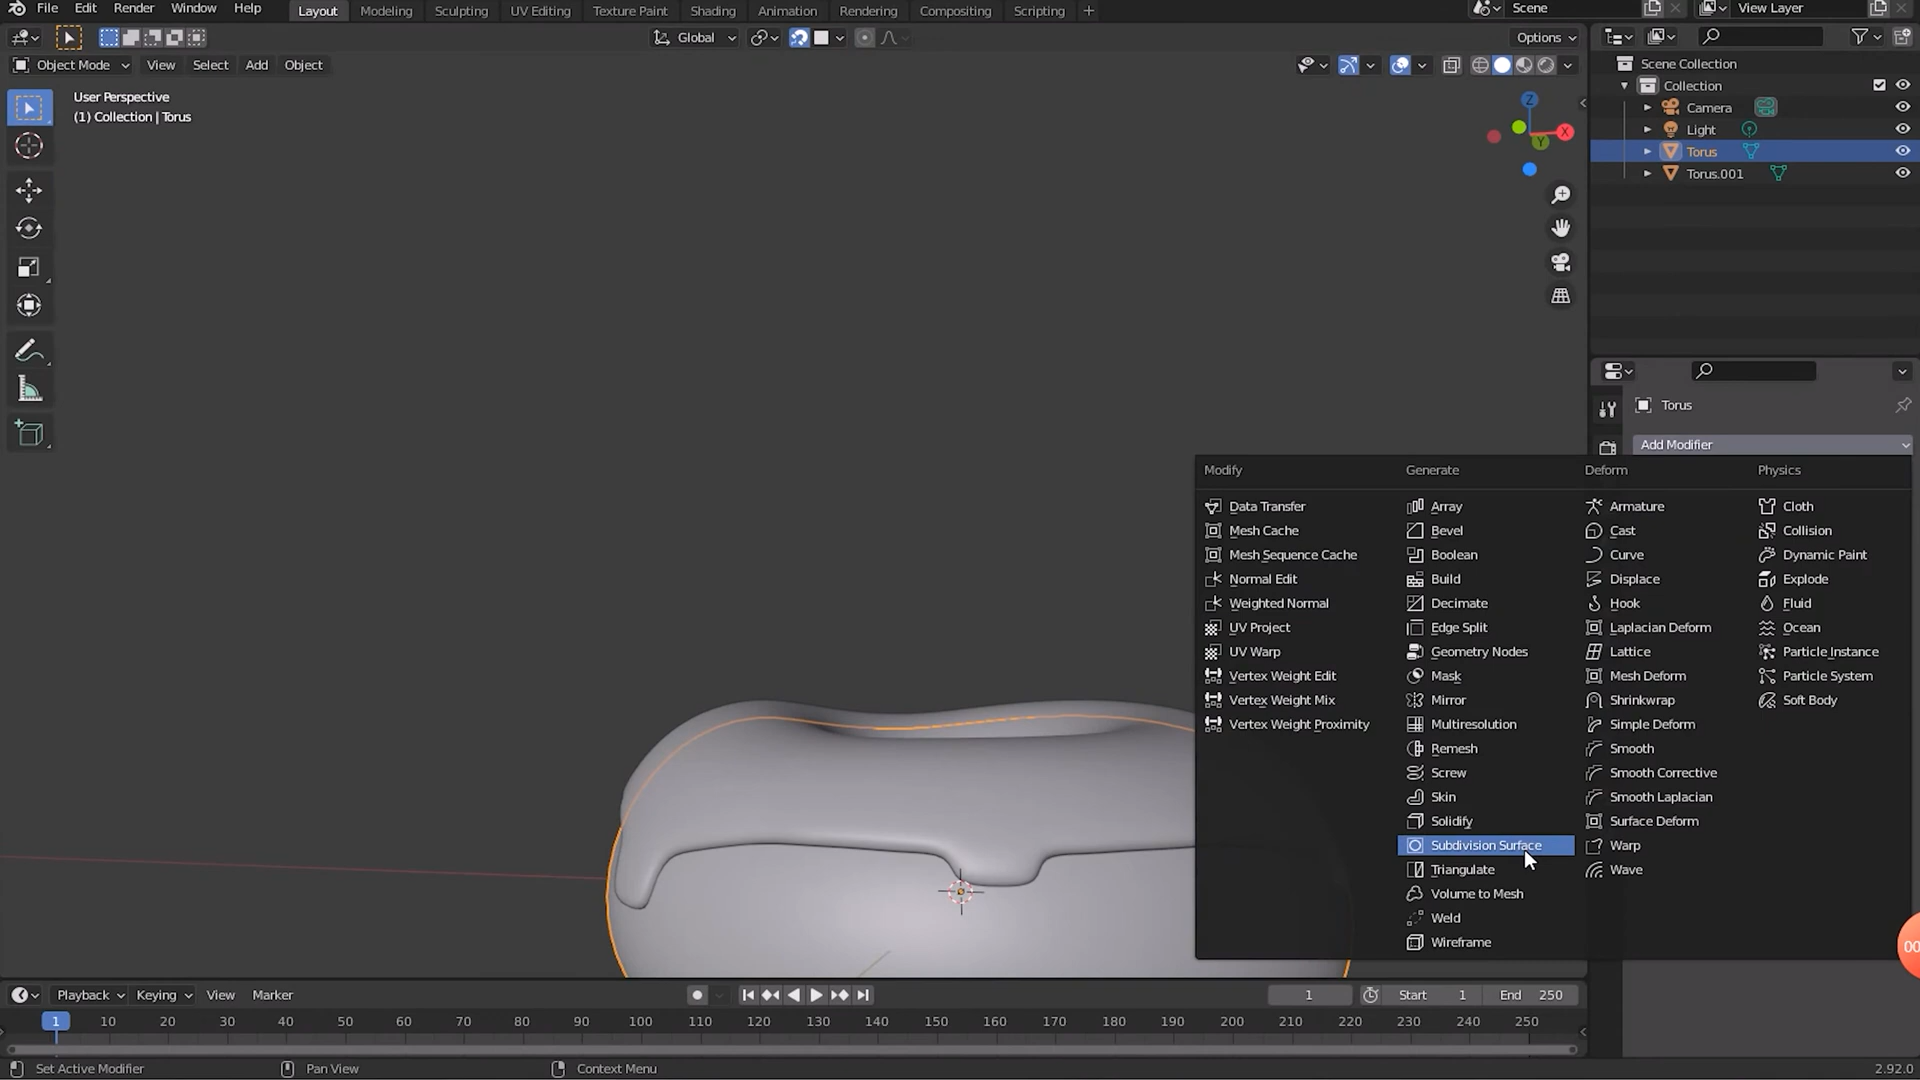 File Edit Render Window Help Layout Modeling Sculpting UV Editing Texture Paint Shading Animation Rendering Compositing Scripting + Scene View Layer
Global Options
Object Mode View Select Add Object
User Perspective
(1) Collection | Torus
Z
X
Y
Scene Collection
Collection
Camera
Light
Torus
Torus.001
Torus
Add Modifier
Modify Generate Deform Physics
Data Transfer Array Armature Cloth
Mesh Cache Bevel Cast Collision
Mesh Sequence Cache Boolean Curve Dynamic Paint
Normal Edit Build Displace Explode
Weighted Normal Decimate Hook Fluid
UV Project Edge Split Laplacian Deform Ocean
UV Warp Geometry Nodes Lattice Particle Instance
Vertex Weight Edit Mask Mesh Deform Particle System
Vertex Weight Mix Mirror Shrinkwrap Soft Body
Vertex Weight Proximity Multiresolution Simple Deform
Remesh Smooth
Screw Smooth Corrective
Skin Smooth Laplacian
Solidify Surface Deform
Subdivision Surface Warp
Triangulate Wave
Volume to Mesh
Weld
Wireframe
00
Playback Keying View Marker 1 Start 1 End 250
1 10 20 30 40 50 60 70 80 90 100 110 120 130 140 150 160 170 180 190 200 210 220 230 240 250
Set Active Modifier Pan View Context Menu 2.92.0